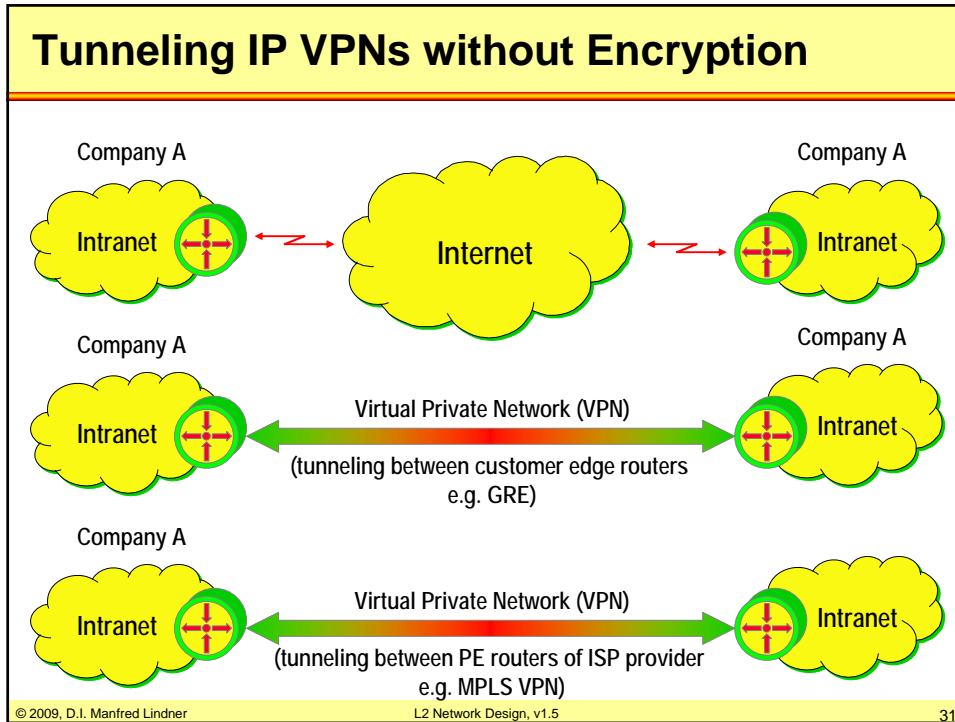 Tunneling IP VPNs without Encryption
Company A
Company A
Intranet
Internet
Intranet
Company A
Company A
Virtual Private Network (VPN)
Intranet
Intranet
(tunneling between customer edge routers
e.g. GRE)
Company A
Virtual Private Network (VPN)
Intranet
Intranet
(tunneling between PE routers of ISP provider
e.g. MPLS VPN)
© 2009, D.I. Manfred Lindner
L2 Network Design, v1.5
31